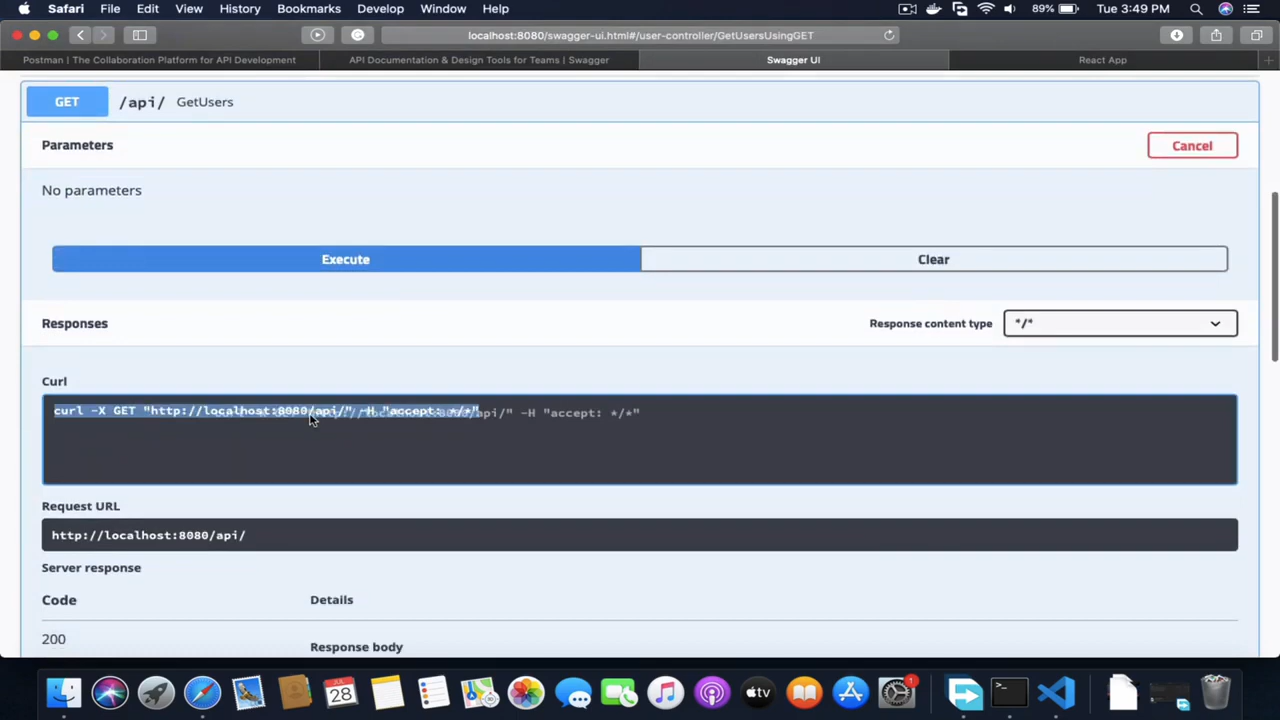 Safari File Edit View History Bookmarks Develop Window Help 89% Tue 3:49 PM
localhost:8080/swagger-ui.html#/user-controller/GetUsersUsingGET
Postman | The Collaboration Platform for API Development API Documentation & Design Tools for Teams | Swagger Swagger UI React App
GET /api/ GetUsers
Parameters Cancel
No parameters
Execute Clear
Responses Response content type */*
Curl
curl -X GET "http://localhost:8080/api/" -H "accept: */*"
Request URL
http://localhost:8080/api/
Server response
Code Details
200
Response body
JUL
28
tv
1